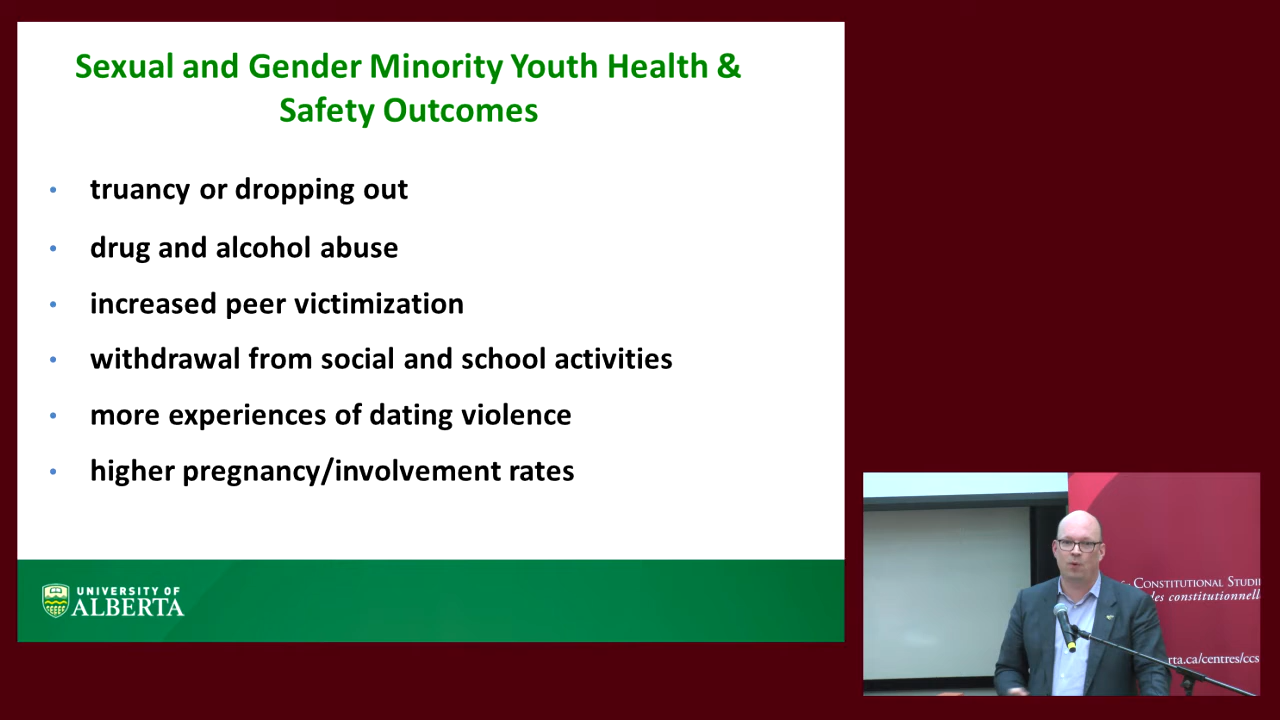 Sexual and Gender Minority Youth Health &
Safety Outcomes
• truancy or dropping out
• drug and alcohol abuse
• increased peer victimization
• withdrawal from social and school activities
• more experiences of dating violence
• higher pregnancy/involvement rates
UNIVERSITY OF
ALBERTA
CONSTITUTIONAL
constitutionnell
rta.ca/centres/ccs